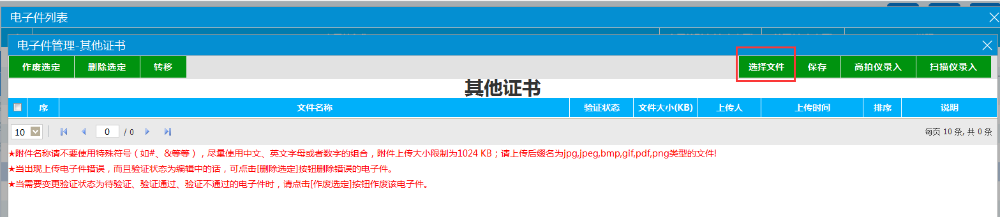 电子件列表
电子件管理-其他证书
作废选定 删除选定 转移 选择文件 保存 高拍仪录入 扫描仪录入
其他证书
序 文件名称 验证状态 文件大小(KB) 上传人 上传时间 排序 说明
10 0 / 0 每页 10 条, 共 0 条
★附件名称请不要使用特殊符号（如#、&等等），尽量使用中文、英文字母或者数字的组合，附件上传大小限制为1024 KB；请上传后缀名为jpg,jpeg,bmp,gif,pdf,png类型的文件!
★当出现上传电子件错误，而且验证状态为编辑中的话，可点击[删除选定]按钮删除错误的电子件。
★当需要变更验证状态为待验证、验证通过、验证不通过的电子件时，请点击[作废选定]按钮作废该电子件。